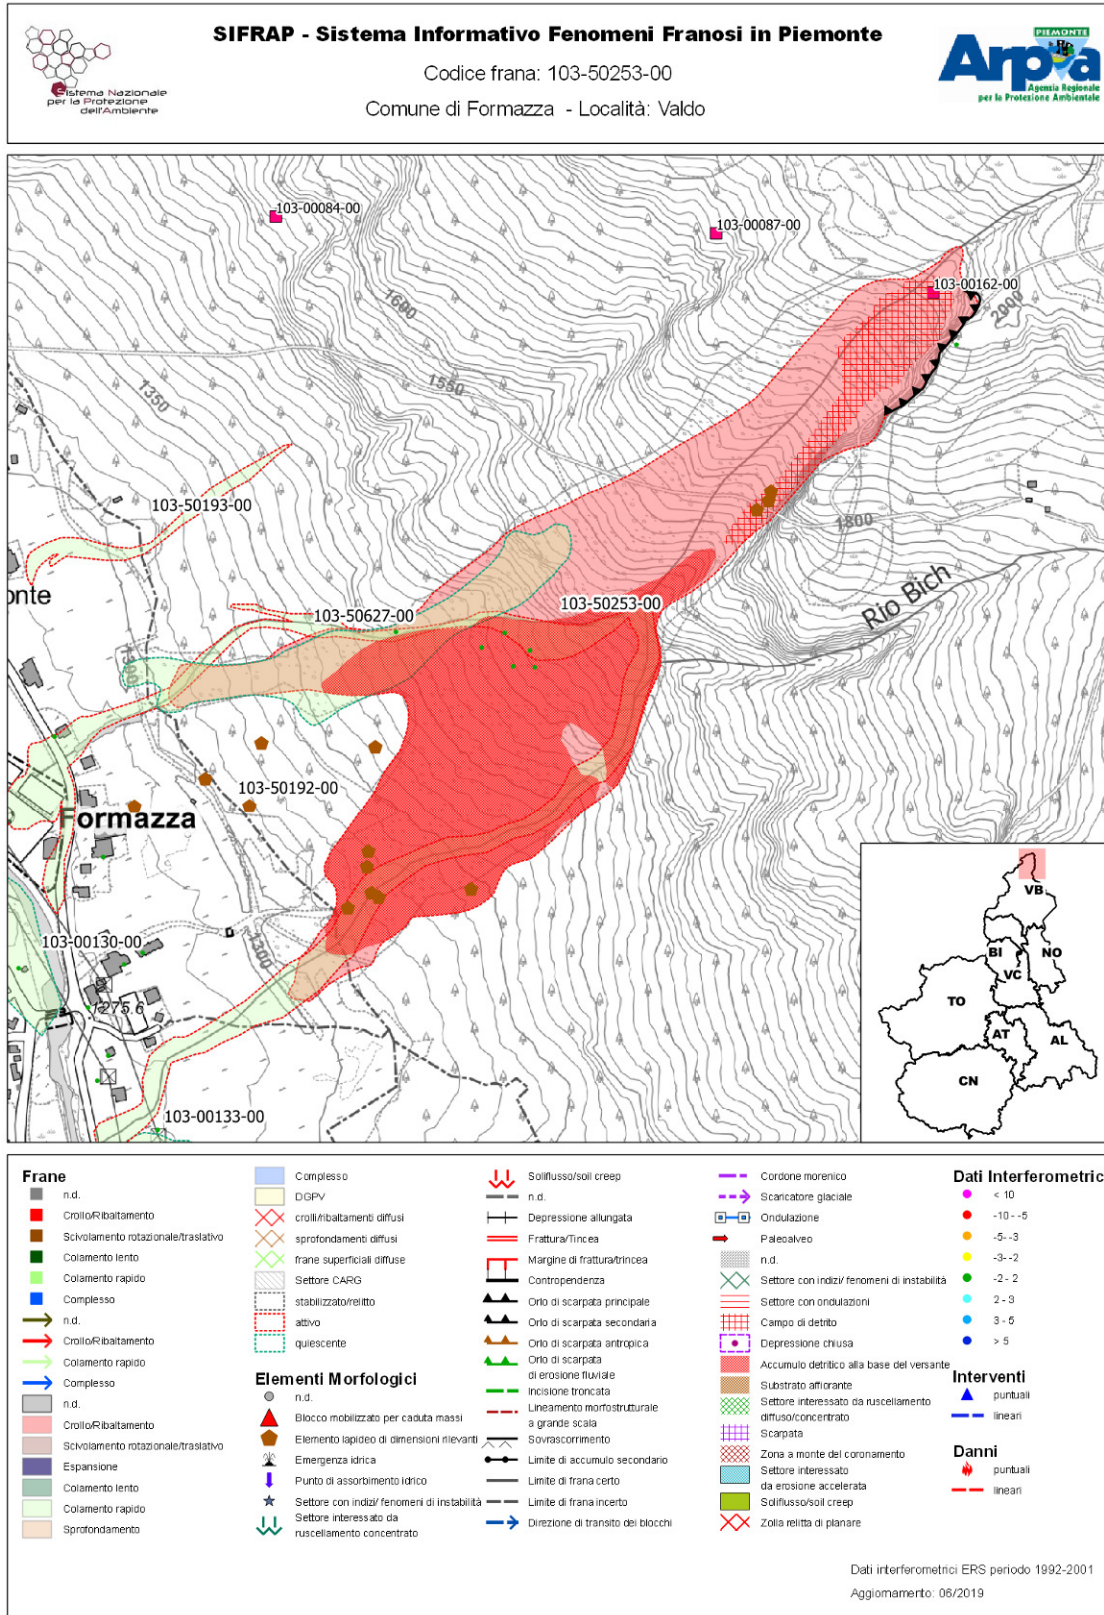 SIFRAP - Sistema Informativo Fenomeni Franosi in Piemonte
Codice frana: 103-50253-00
Comune di Formazza - Località: Valdo
Sistema Nazionale
per la Protezione
dell'Ambiente
PIEMONTE
Arpa
Agenzia Regionale
per la Protezione Ambientale
103-00084-00
103-00087-00
103-00162-00
2000
1600
1550
1350
103-50193-00
1800
onte
103-50627-00
103-50253-00
Rio Bich
1300
103-50192-00
Formazza
103-00130-00
1300
1275.6
103-00133-00
VB
BI
NO
VC
TO
AT
AL
CN
Frane
n.d.
Crollo/Ribaltamento
Scivolamento rotazionale/traslativo
Colamento lento
Colamento rapido
Complesso
n.d.
Crollo/Ribaltamento
Colamento rapido
Complesso
n.d.
Crollo/Ribaltamento
Scivolamento rotazionale/traslativo
Espansione
Colamento lento
Colamento rapido
Sprofondamento
Complesso
DGPV
crolli/ribaltamenti diffusi
sprofondamenti diffusi
frane superficiali diffuse
Settore CARG
stabilizzato/relitto
attivo
quiescente
Elementi Morfologici
n.d.
Blocco mobilizzato per caduta massi
Elemento lapideo di dimensioni rilevanti
Emergenza idrica
Punto di assorbimento idrico
Settore con indizi/ fenomeni di instabilità
Settore interessato da
ruscellamento concentrato
Soliflusso/soil creep
n.d.
Depressione allungata
Frattura/Tincea
Margine di frattura/trincea
Contropendenza
Orlo di scarpata principale
Orlo di scarpata secondaria
Orlo di scarpata antropica
Orlo di scarpata
di erosione fluviale
Incisione troncata
Lineamento morfostrutturale
a grande scala
Sovrascorrimento
Limite di accumulo secondario
Limite di frana certo
Limite di frana incerto
Direzione di transito dei blocchi
Cordone morenico
Scaricatore glaciale
Ondulazione
Paleoalveo
n.d.
Settore con indizi/ fenomeni di instabilità
Settore con ondulazioni
Campo di detrito
Depressione chiusa
Accumulo detritico alla base del versante
Substrato affiorante
Settore interessato da ruscellamento
diffuso/concentrato
Scarpata
Zona a monte del coronamento
Settore interessato
da erosione accelerata
Soliflusso/soil creep
Zolla relitta di planare
Dati Interferometric
< 10
-10 - -5
-5 - -3
-3 - -2
-2 - 2
2 - 3
3 - 5
> 5
Interventi
puntuali
lineari
Danni
puntuali
lineari
Dati interferometrici ERS periodo 1992-2001
Aggiornamento: 06/2019